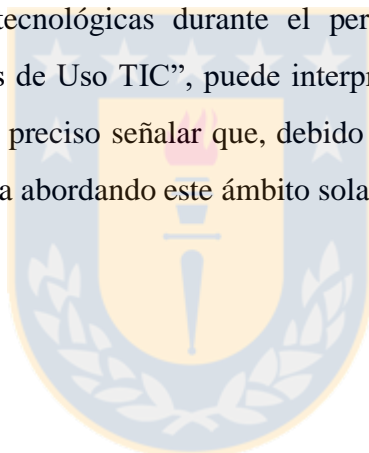 tecnológicas durante el per
s de Uso TIC”, puede interpr
preciso señalar que, debido
a abordando este ámbito sola